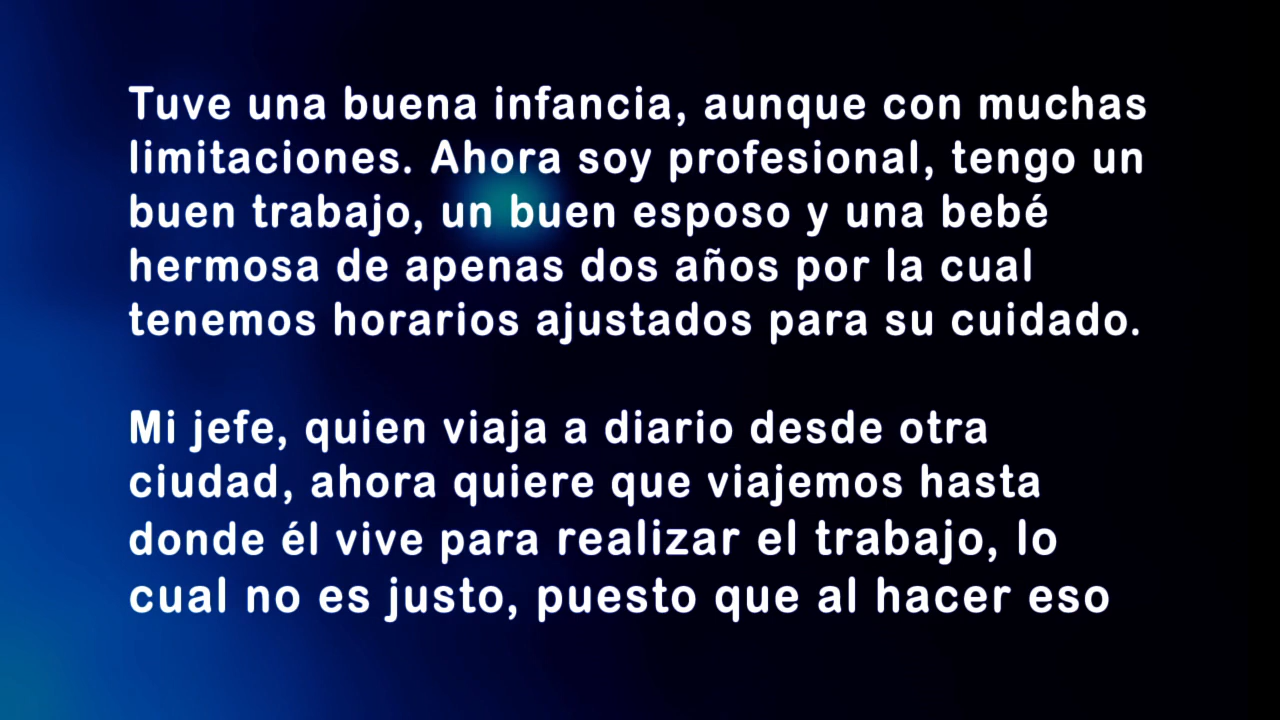 Tuve una buena infancia, aunque con muchas
limitaciones. Ahora soy profesional, tengo un
buen trabajo, un buen esposo y una bebé
hermosa de apenas dos años por la cual
tenemos horarios ajustados para su cuidado.
Mi jefe, quien viaja a diario desde otra
ciudad, ahora quiere que viajemos hasta
donde él vive para realizar el trabajo, lo
cual no es justo, puesto que al hacer eso